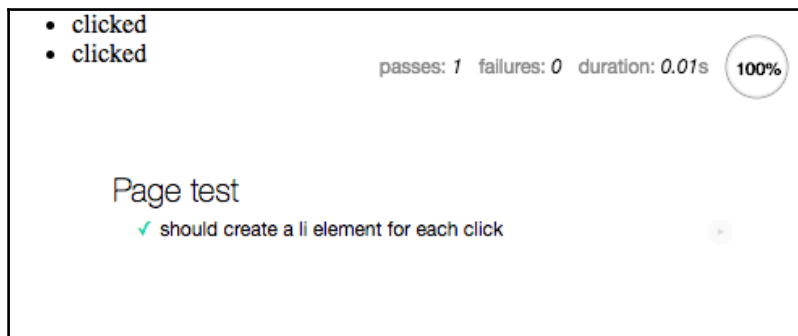 clicked
clicked
passes: 1 failures: 0 duration: 0.01s 100%
Page test
✓ should create a li element for each click